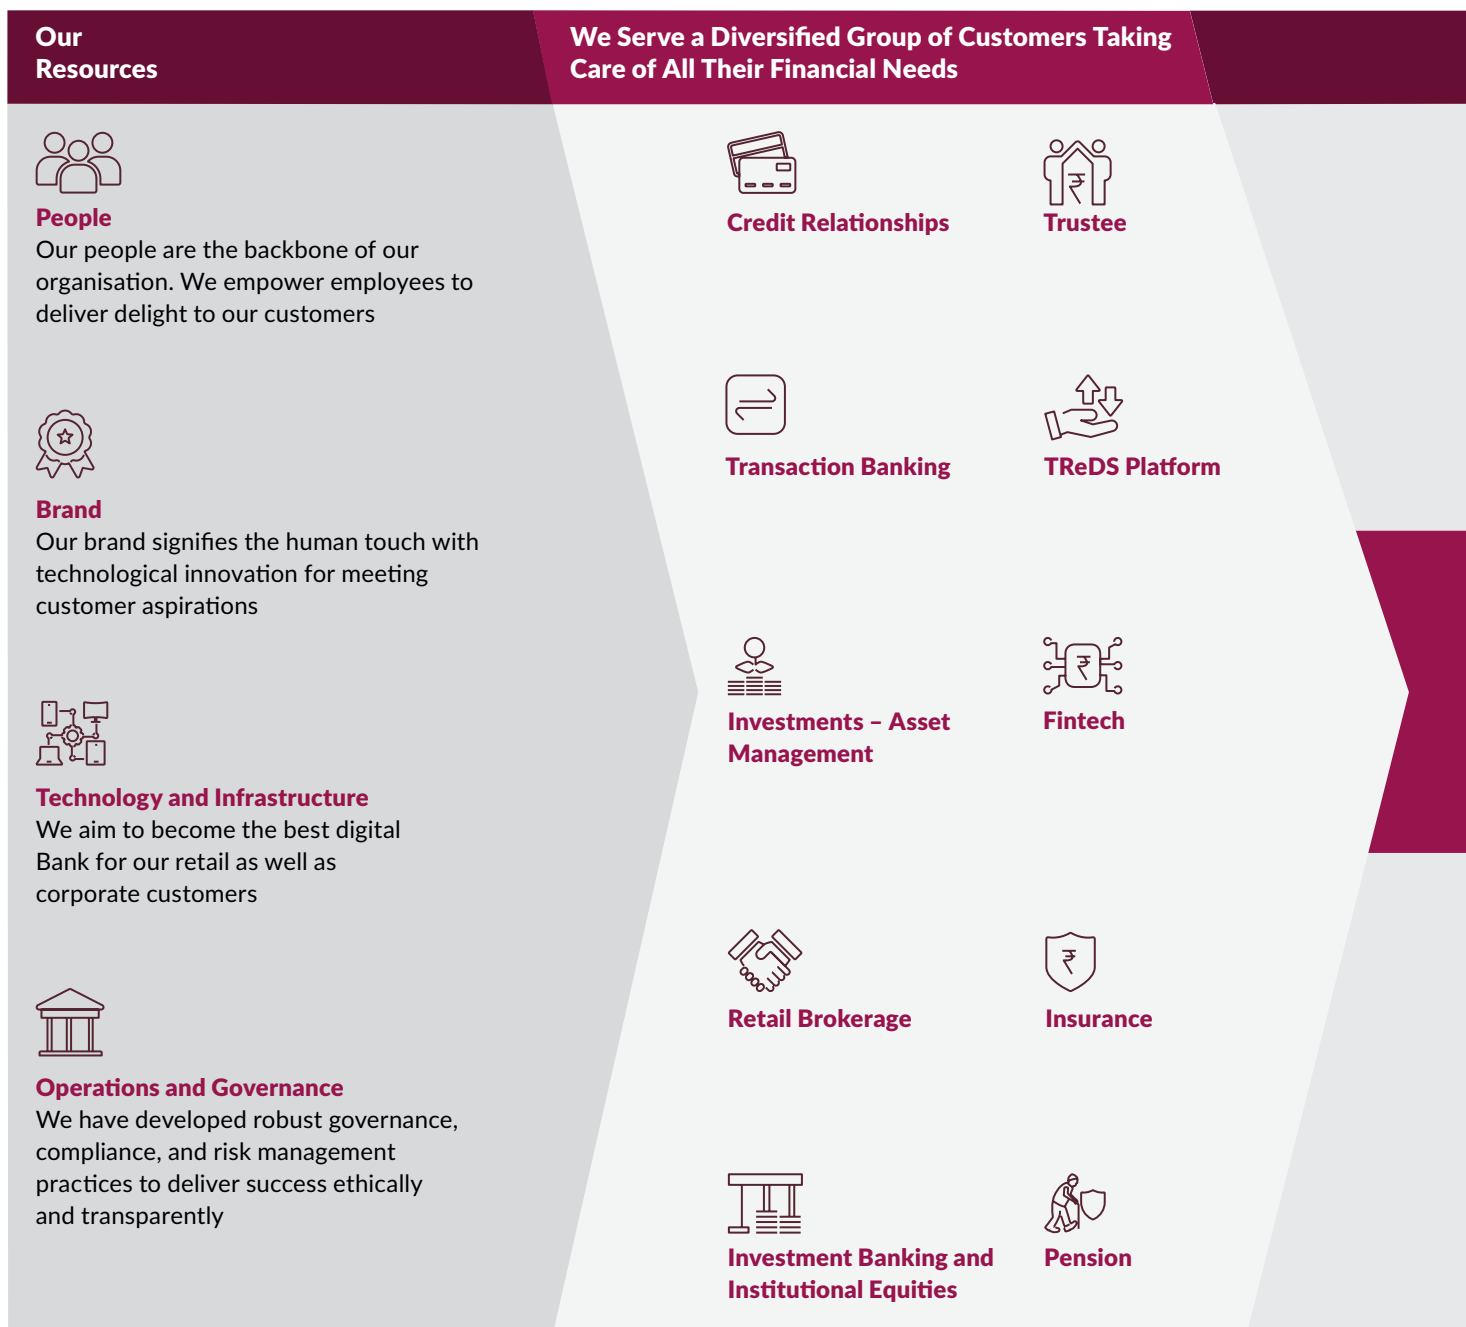 Our
Resources
People
Our people are the backbone of our
organisation. We empower employees to
deliver delight to our customers
Brand
Our brand signifies the human touch with
technological innovation for meeting
customer aspirations
Technology and Infrastructure
We aim to become the best digital
Bank for our retail as well as
corporate customers
Operations and Governance
We have developed robust governance,
compliance, and risk management
practices to deliver success ethically
and transparently
We Serve a Diversified Group of Customers Taking
Care of All Their Financial Needs
Credit Relationships
Trustee
₹
Transaction Banking
TReDS Platform
Investments – Asset
Management
₹
Fintech
Retail Brokerage
₹
Insurance
Investment Banking and
Institutional Equities
Pension